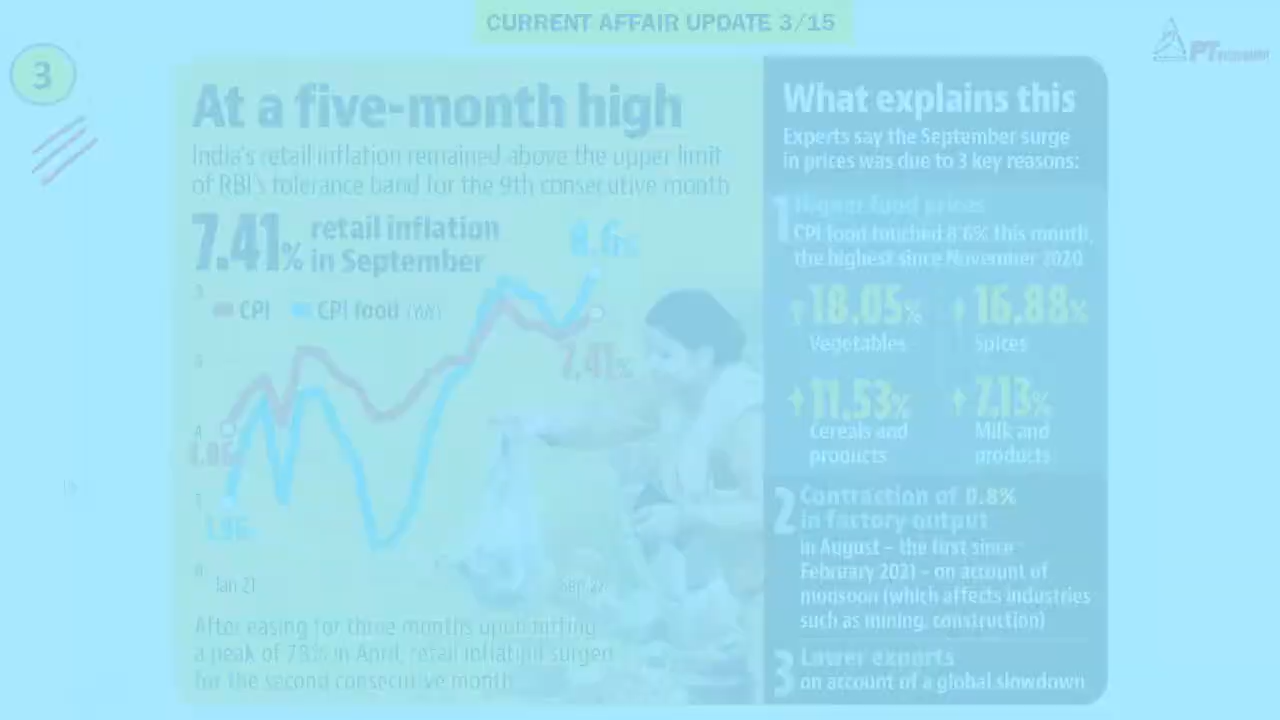 CURRENT AFFAIR UPDATE 3/15
3
PT
At a five-month high
India's retail inflation remained above the upper limit
of RBI's tolerance band for the 9th consecutive month
7.41% retail inflation
in September
8.6%
CPI
CPI food (YoY)
7.41%
Jan 21
Sep 22
After easing for three months upon hitting
a peak of 7.8% in April, retail inflation surged
for the second consecutive month
What explains this
Experts say the September surge
in prices was due to 3 key reasons:
1 Higher food prices
CPI food touched 8.6% this month,
the highest since November 2020
18.05%
Vegetables
16.88%
Spices
11.53%
Cereals and
products
7.13%
Milk and
products
2 Contraction of 0.8%
in factory output
in August – the first since
February 2021 – on account of
monsoon (which affects industries
such as mining, construction)
3 Lower exports
on account of a global slowdown